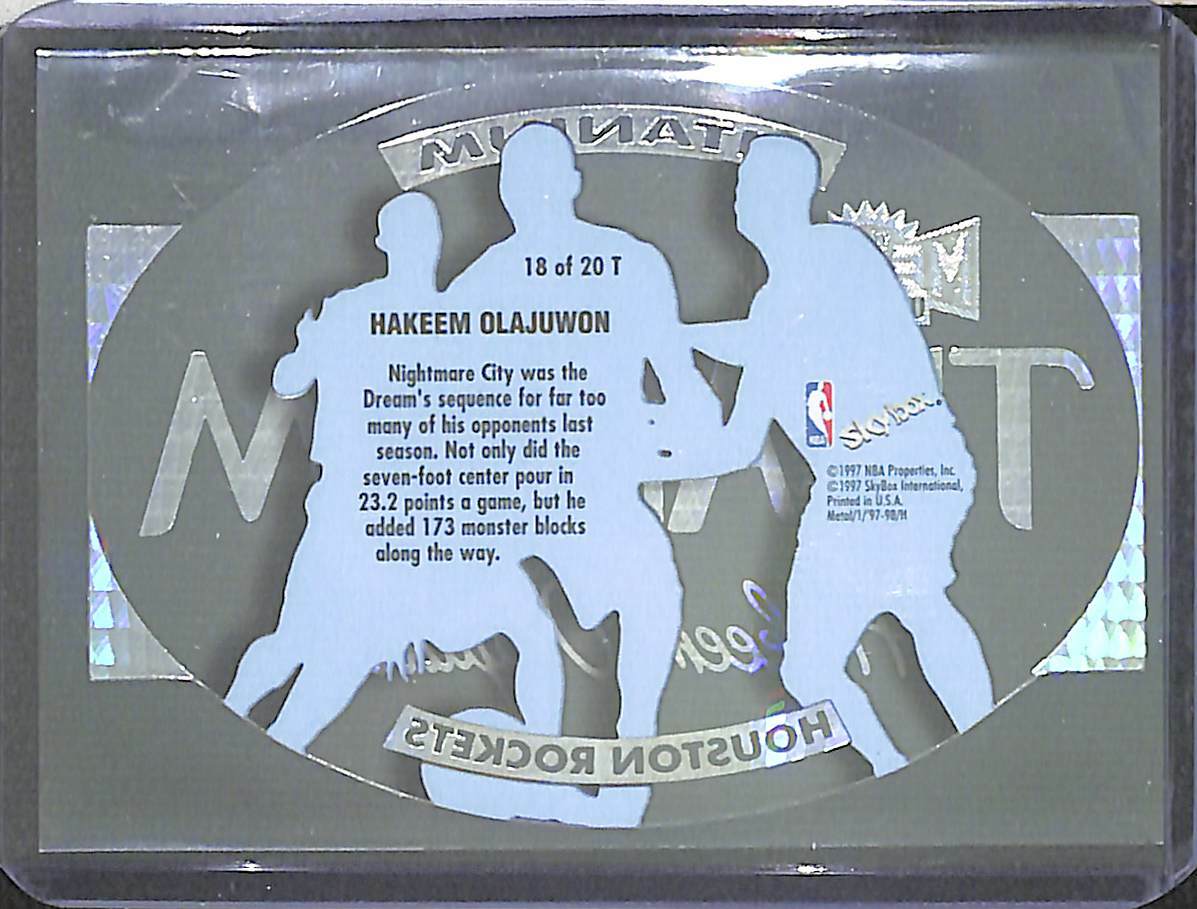 TITANIUM
18 of 20 T
HAKEEM OLAJUWON
Nightmare City was the
Dream's sequence for far too
many of his opponents last
season. Not only did the
seven-foot center pour in
23.2 points a game, but he
added 173 monster blocks
along the way.
NBA
SkyBox.
©1997 NBA Properties, Inc.
©1997 SkyBox International,
Printed in U.S.A.
Metal/1/'97-98/H
HOUSTON ROCKETS